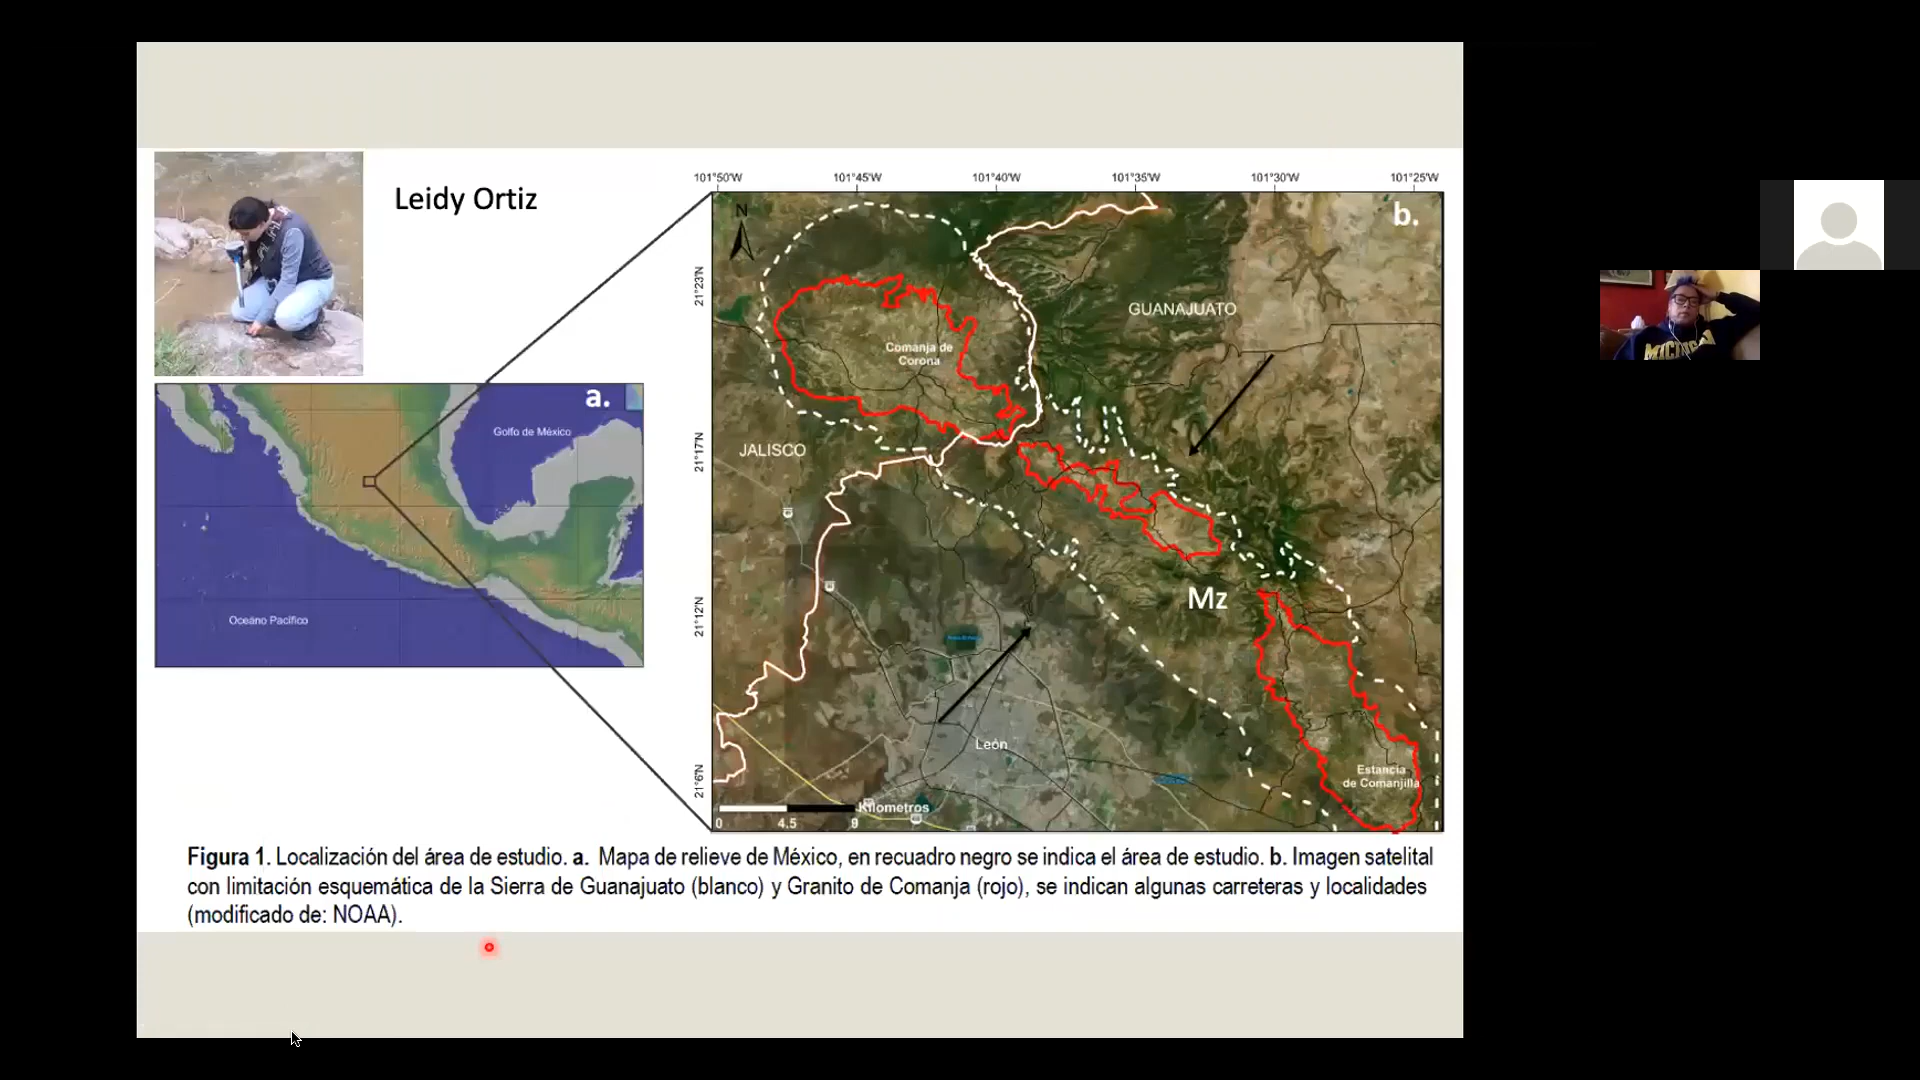 Leidy Ortiz
a.
Golfo de México
Océano Pacífico
101°50'W 101°45'W 101°40'W 101°35'W 101°30'W 101°25'W
b.
N
21°23'N
GUANAJUATO
Comanja de
Corona
21°17'N
JALISCO
21°12'N
Mz
León
21°6'N
Estancia
de Comanjilla
Kilometros
0 4.5 9
Figura 1. Localización del área de estudio. a. Mapa de relieve de México, en recuadro negro se indica el área de estudio. b. Imagen satelital
con limitación esquemática de la Sierra de Guanajuato (blanco) y Granito de Comanja (rojo), se indican algunas carreteras y localidades
(modificado de: NOAA).
MICHIGAN